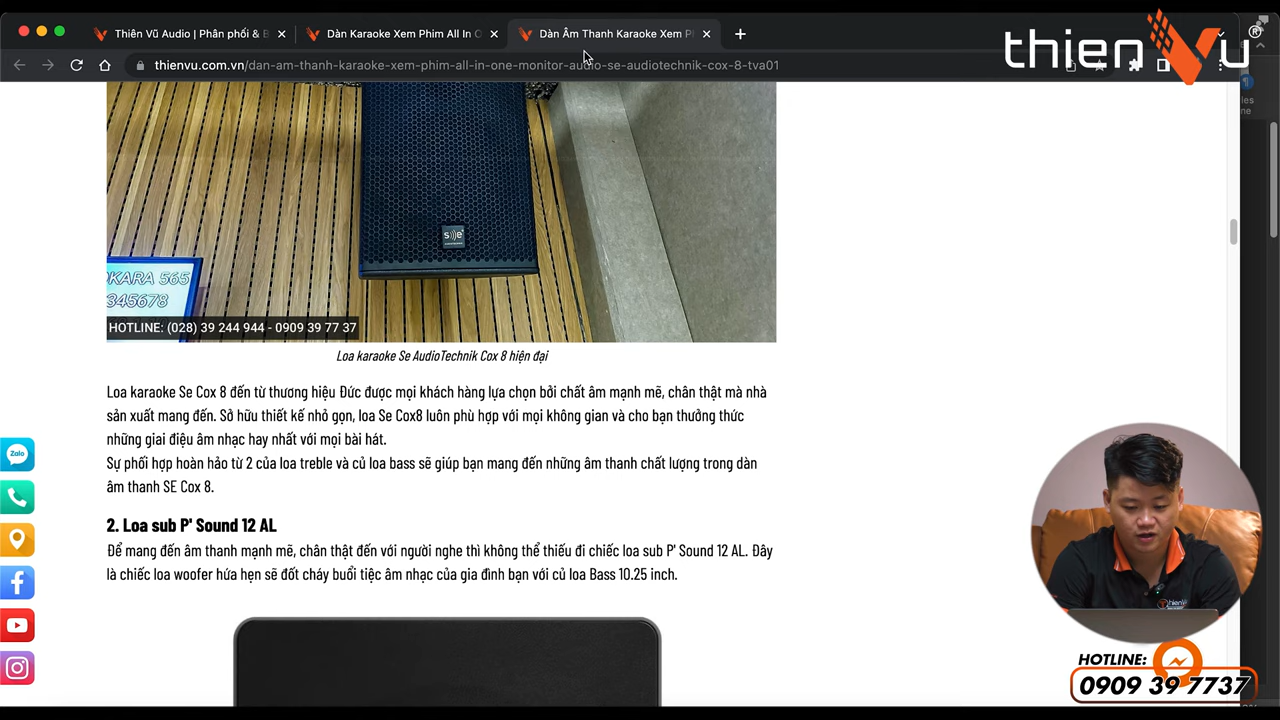 Thiên Vũ Audio | Phân phối & B
Dàn Karaoke Xem Phim All In O
Dàn Âm Thanh Karaoke Xem P
thienvu.com.vn/dan-am-thanh-karaoke-xem-phim-all-in-one-monitor-audio-se-audiotechnik-cox-8-tva01
thienvu
OKARA 565
345678
HOTLINE: (028) 39 244 944 - 0909 39 77 37
Loa karaoke Se AudioTechnik Cox 8 hiện đại
Loa karaoke Se Cox 8 đến từ thương hiệu Đức được mọi khách hàng lựa chọn bởi chất âm mạnh mẽ, chân thật mà nhà
sản xuất mang đến. Sở hữu thiết kế nhỏ gọn, loa Se Cox8 luôn phù hợp với mọi không gian và cho bạn thưởng thức
những giai điệu âm nhạc hay nhất với mọi bài hát.
Sự phối hợp hoàn hảo từ 2 của loa treble và củ loa bass sẽ giúp bạn mang đến những âm thanh chất lượng trong dàn
âm thanh SE Cox 8.
2. Loa sub P' Sound 12 AL
Để mang đến âm thanh mạnh mẽ, chân thật đến với người nghe thì không thể thiếu đi chiếc loa sub P' Sound 12 AL. Đây
là chiếc loa woofer hứa hẹn sẽ đốt cháy buổi tiệc âm nhạc của gia đình bạn với củ loa Bass 10.25 inch.
Zalo
HOTLINE:
0909 39 7737